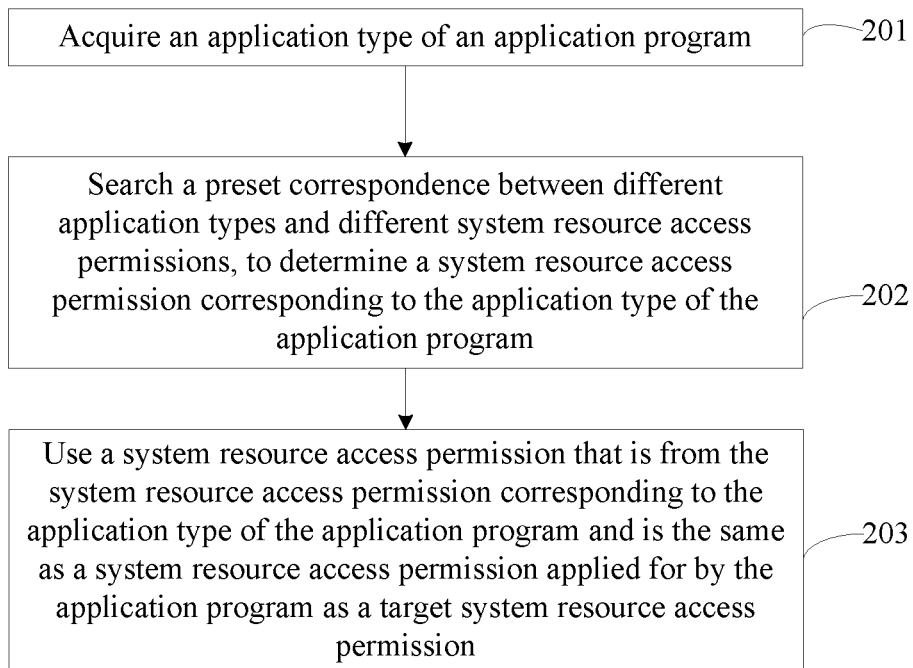 Acquire an application type of an application program
201
Search a preset correspondence between different
application types and different system resource access
permissions, to determine a system resource access
permission corresponding to the application type of the
application program
202
Use a system resource access permission that is from the
system resource access permission corresponding to the
application type of the application program and is the same
as a system resource access permission applied for by the
application program as a target system resource access
permission
203